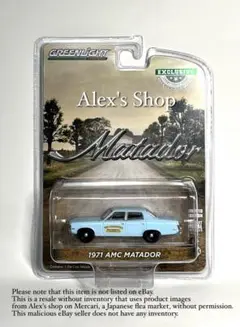 GREENLIGHT
EXCLUSIVE
Alex's Shop
Matador
1971 AMC MATADOR
Please note that this item is not listed on eBay.
This is a resale without inventory that uses product images
from Alex's shop on Mercari, a Japanese flea market, without permission.
This malicious eBay seller does not have any inventory.